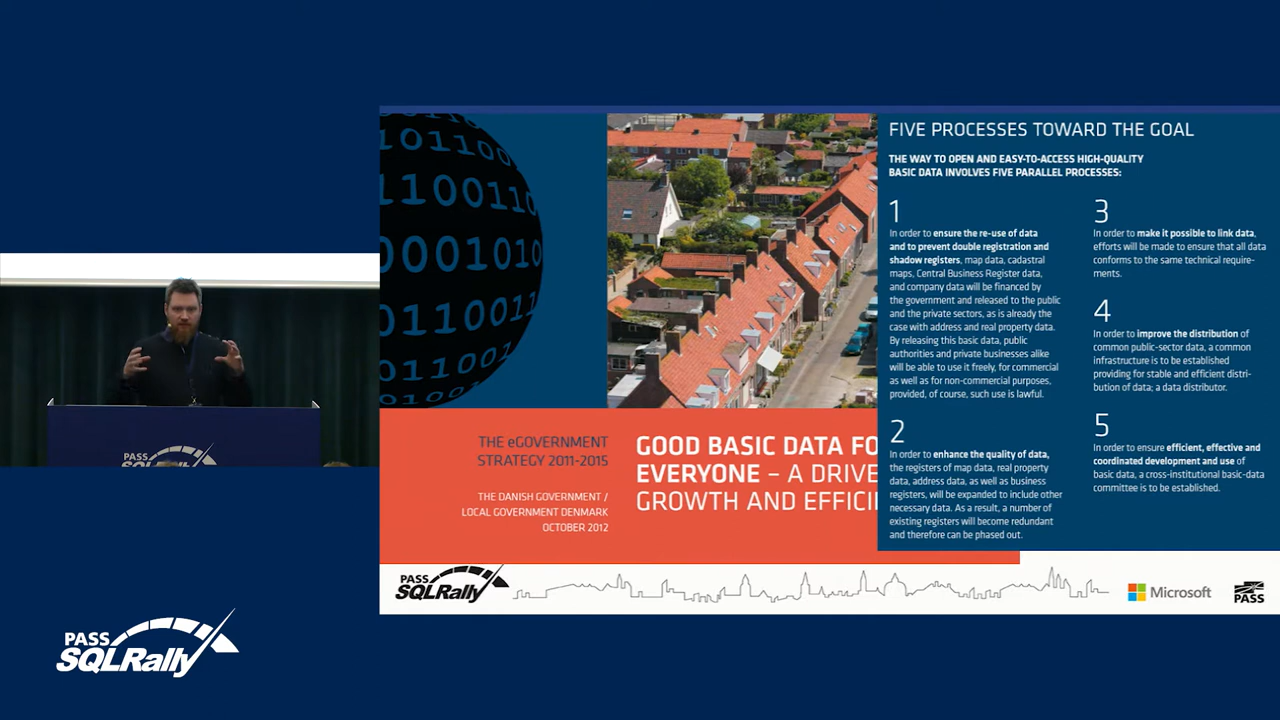 01100
1100110
0001010
0110011
110011
010
THE eGOVERNMENT
STRATEGY 2011-2015
THE DANISH GOVERNMENT /
LOCAL GOVERNMENT DENMARK
OCTOBER 2012
GOOD BASIC DATA FO
EVERYONE – A DRIVE
GROWTH AND EFFICI
FIVE PROCESSES TOWARD THE GOAL
THE WAY TO OPEN AND EASY-TO-ACCESS HIGH-QUALITY
BASIC DATA INVOLVES FIVE PARALLEL PROCESSES:
1
In order to ensure the re-use of data
and to prevent double registration and
shadow registers, map data, cadastral
maps, Central Business Register data,
and company data will be financed by
the government and released to the public
and the private sectors, as is already the
case with address and real property data.
By releasing this basic data, public
authorities and private businesses alike
will be able to use it freely, for commercial
as well as for non-commercial purposes,
provided, of course, such use is lawful.
2
In order to enhance the quality of data,
the registers of map data, real property
data, address data, as well as business
registers, will be expanded to include other
necessary data. As a result, a number of
existing registers will become redundant
and therefore can be phased out.
3
In order to make it possible to link data,
efforts will be made to ensure that all data
conforms to the same technical require-
ments.
4
In order to improve the distribution of
common public-sector data, a common
infrastructure is to be established
providing for stable and efficient distri-
bution of data; a data distributor.
5
In order to ensure efficient, effective and
coordinated development and use of
basic data, a cross-institutional basic-data
committee is to be established.
PASS
SQLRally
Microsoft
PASS
PASS
SQLRally
PASS
SQLRally